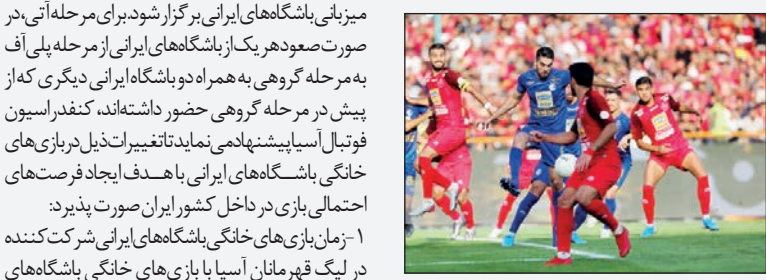 میزبانی باشگاه‌های ایرانی برگزار شود. برای مرحله آتی، در
صورت صعود هر یک از باشگاه‌های ایرانی از مرحله پلی آف
به مرحله گروهی به همراه دو باشگاه ایرانی دیگری که از
پیش در مرحله گروهی حضور داشته‌اند، کنفدراسیون
فوتبال آسیا پیشنهاد می نماید تا تغییرات ذیل در بازی های
خانگی باشگاه‌های ایرانی با هدف ایجاد فرصت‌های
احتمالی بازی در داخل کشور ایران صورت پذیرد:
۱-زمان بازی های خانگی باشگاه‌های ایرانی شرکت کننده
در لیگ قهرمانان آسیا با بازی‌های خانگی باشگاه‌های